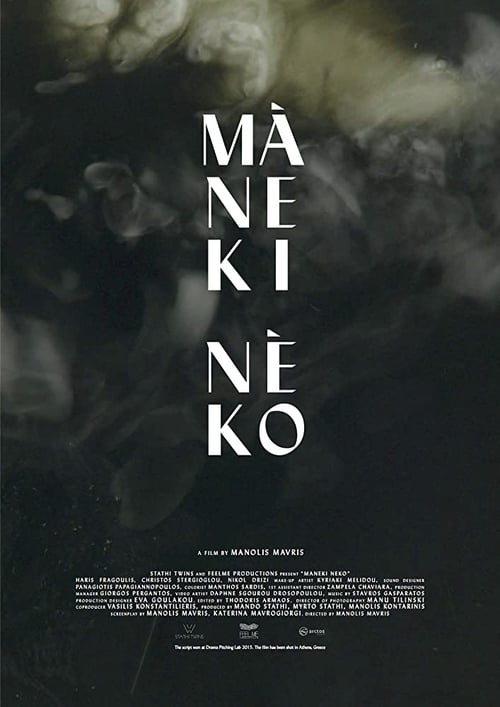 MÀ
NE
KI
NÈ
KO
A FILM BY MANOLIS MAVRIS
STATHI TWINS AND FEELME PRODUCTIONS PRESENT "MANEKI NEKO"
HARIS FRAGOULIS, CHRISTOS STERGIOGLOU, NIKOL DRIZI MAKE-UP ARTIST KYRIAKI MELIDOU, SOUND DESIGNER
PANAGIOTIS PAPAGIANNOPOULOS, COLORIST MANTHOS SARDIS, 1ST ASSISTANT DIRECTOR ZAMPELA CHAVIARA, PRODUCTION
MANAGER GIORGOS PERGANTOS, VIDEO ARTIST DAPHNE SGOUROU DROSOPOULOU, MUSIC BY STAVROS GASPARATOS
PRODUCTION DESIGNER EVA GOULAKOU, EDITED BY THODORIS ARMAOS, DIRECTOR OF PHOTOGRAPHY MANU TILINSKI
COPRODUCER VASILIS KONSTANTILIERIS, PRODUCED BY MANDO STATHI, MYRTO STATHI, MANOLIS KONTARINIS
SCREENPLAY BY MANOLIS MAVRIS, KATERINA MAVROGIORGI, DIRECTED BY MANOLIS MAVRIS
STATHI TWINS
FEELME
arctos
The script won at Drama Pitching Lab 2015. The film has been shot in Athens, Greece